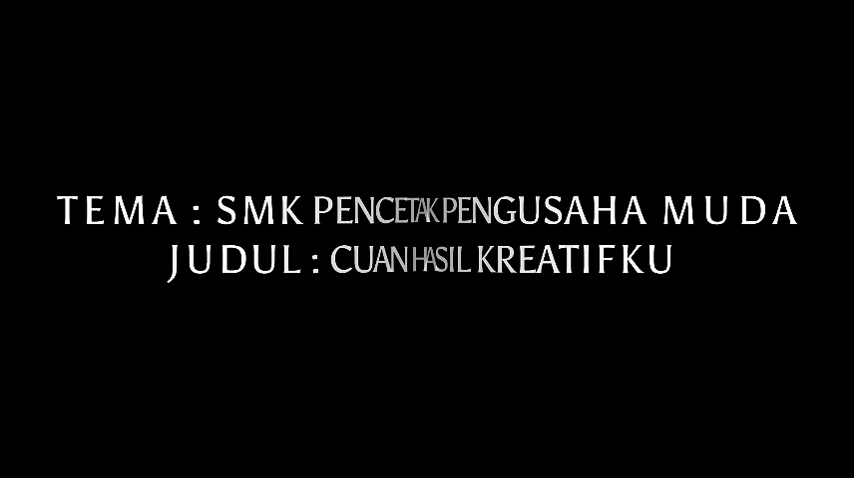 TEMA : SMK PENCETAK PENGUSAHA MUDA
JUDUL : CUAN HASIL KREATIFKU